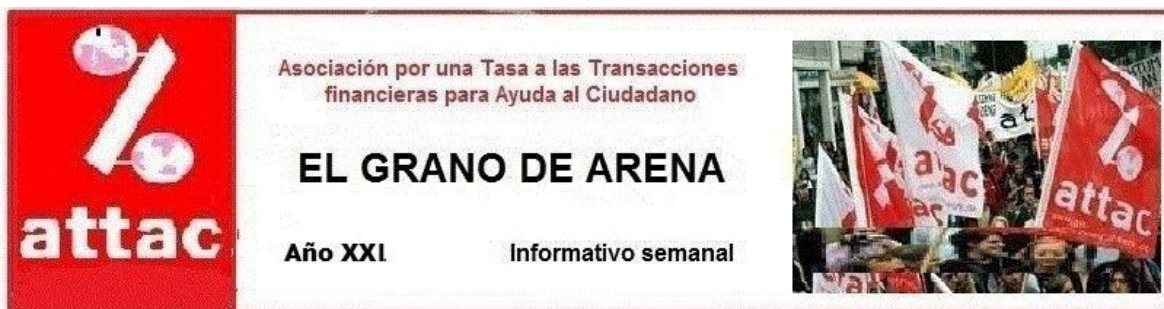 attac
Asociación por una Tasa a las Transacciones
financieras para Ayuda al Ciudadano
EL GRANO DE ARENA
Año XXI
Informativo semanal
attac
attac